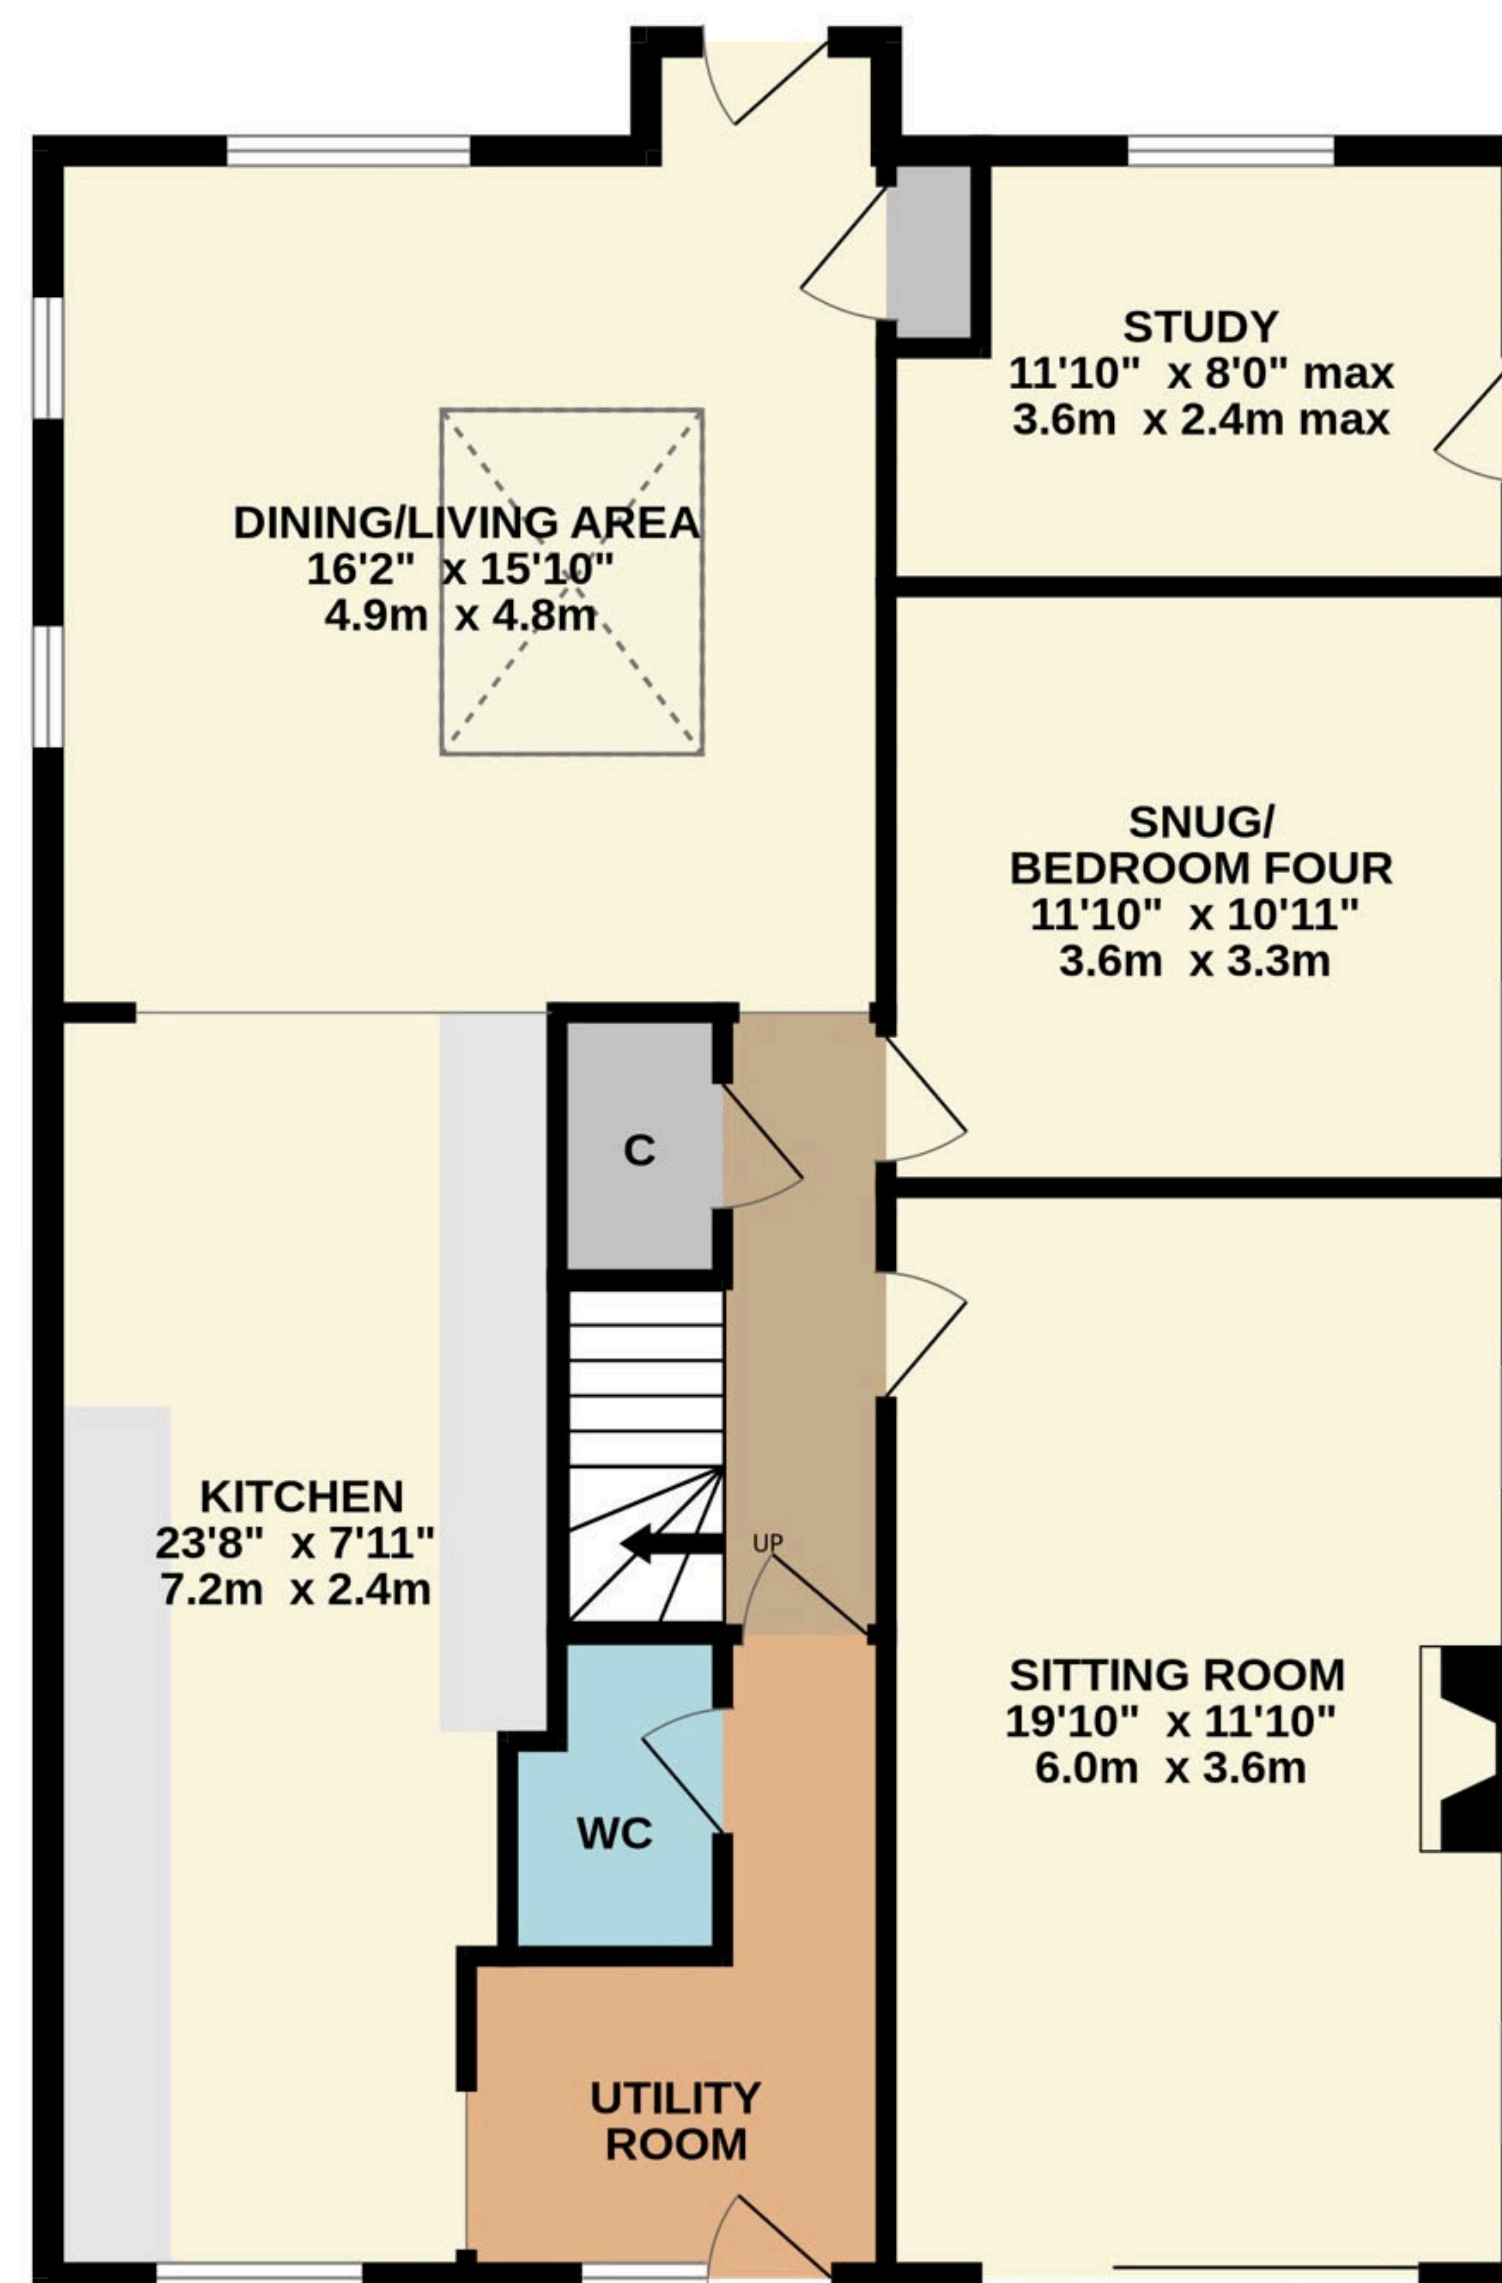 STUDY
11'10" x 8'0" max
3.6m x 2.4m max
DINING/LIVING AREA
16'2" x 15'10"
4.9m x 4.8m
SNUG/
BEDROOM FOUR
11'10" x 10'11"
3.6m x 3.3m
C
KITCHEN
23'8" x 7'11"
7.2m x 2.4m
UP
SITTING ROOM
19'10" x 11'10"
6.0m x 3.6m
WC
UTILITY
ROOM